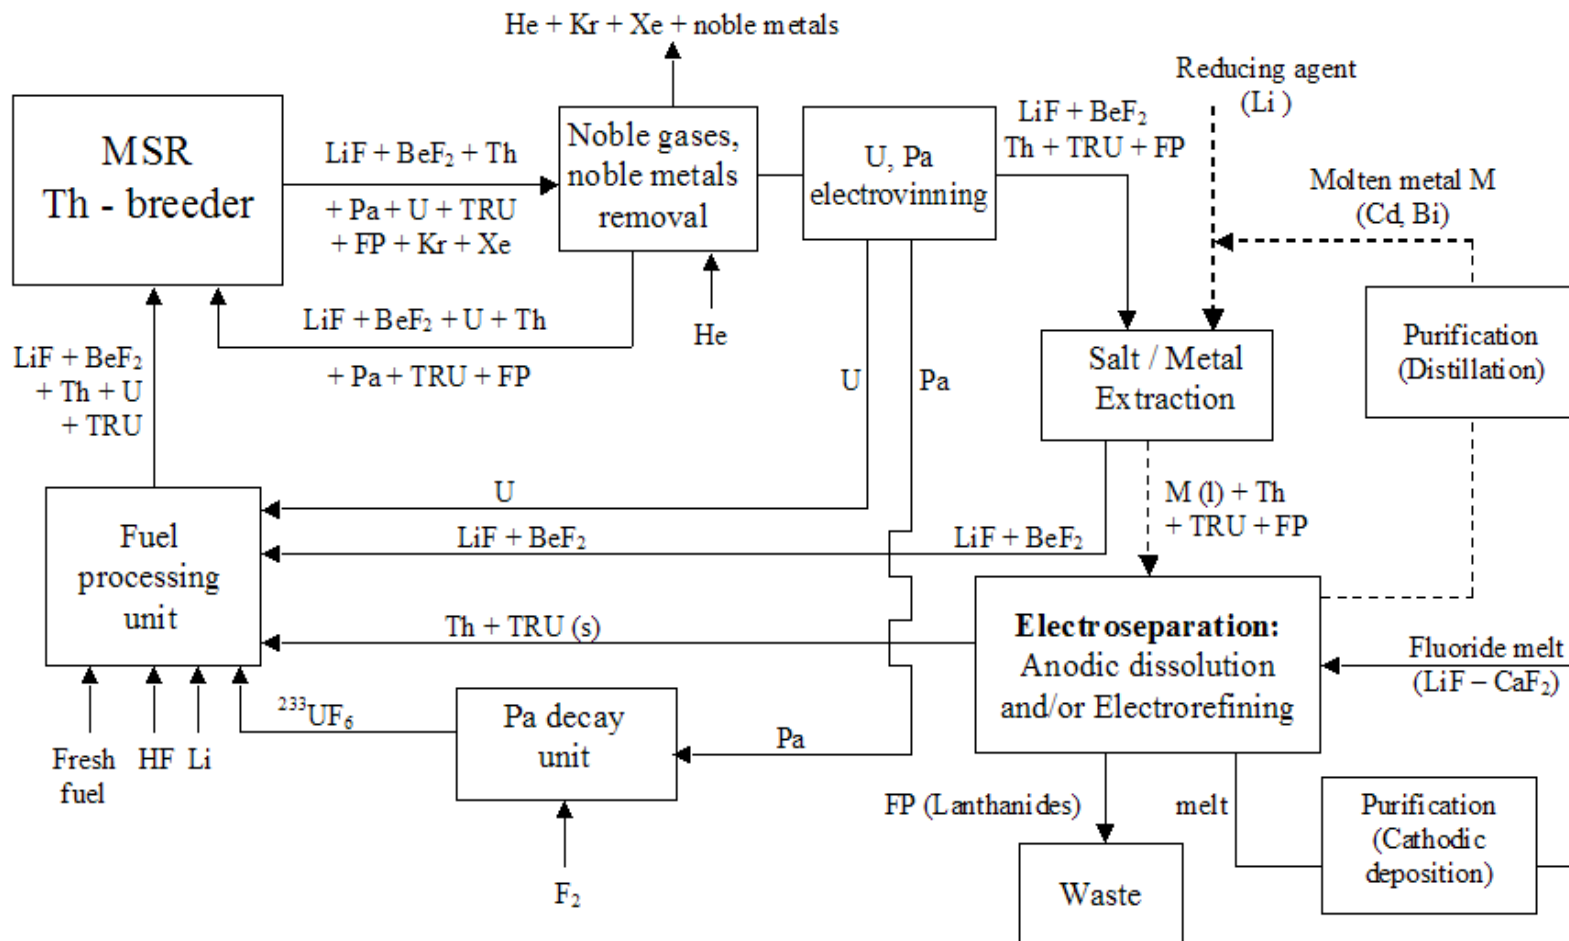 He + Kr + Xe + noble metals
Reducing agent
(Li )
MSR
Th - breeder
LiF + BeF₂ + Th
+ Pa + U + TRU
+ FP + Kr + Xe
Noble gases,
noble metals
removal
U, Pa
electrovinning
LiF + BeF₂
Th + TRU + FP
Molten metal M
(Cd, Bi)
He
LiF + BeF₂ + U + Th
+ Pa + TRU + FP
LiF + BeF₂
+ Th + U
+ TRU
U
Pa
Salt / Metal
Extraction
Purification
(Distillation)
U
M (l) + Th
+ TRU + FP
LiF + BeF₂
LiF + BeF₂
Fuel
processing
unit
Th + TRU (s)
Electroseparation:
Anodic dissolution
and/or Electrorefining
Fluoride melt
(LiF – CaF₂)
²³³UF₆
Pa decay
unit
Pa
Fresh
fuel
HF
Li
F₂
FP (Lanthanides)
melt
Purification
(Cathodic
deposition)
Waste